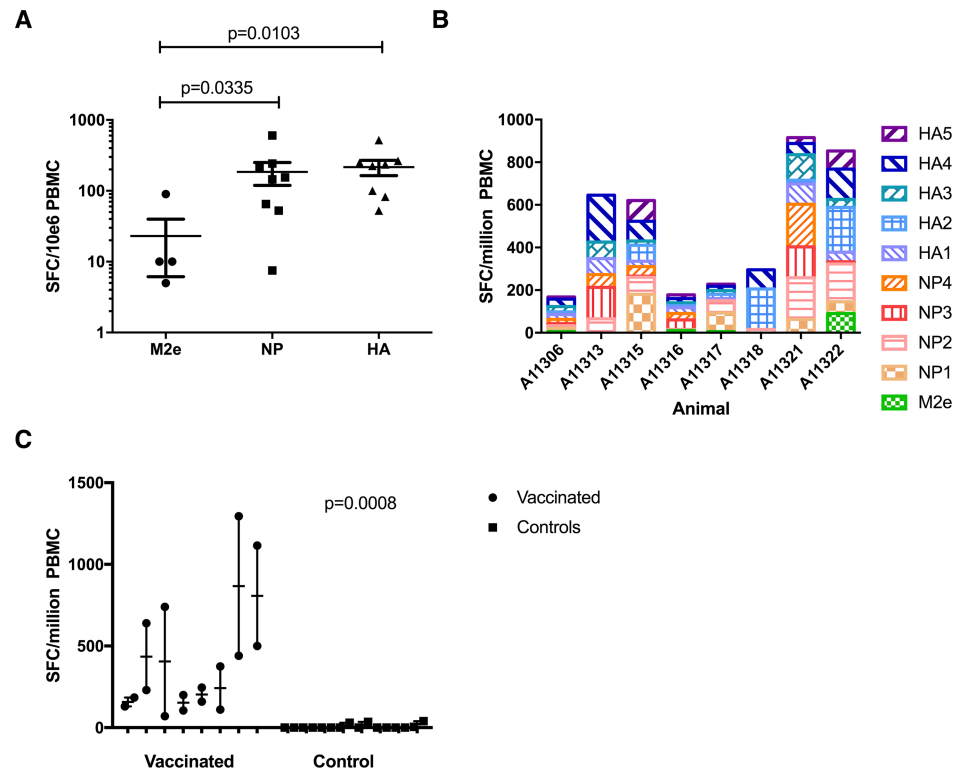 A
p=0.0103
p=0.0335
SFC/10e6 PBMC
1000
100
10
1
M2e
NP
HA
B
SFC/million PBMC
1000
800
600
400
200
0
A11306
A11313
A11315
A11316
A11317
A11318
A11321
A11322
Animal
HA5
HA4
HA3
HA2
HA1
NP4
NP3
NP2
NP1
M2e
C
SFC/million PBMC
1500
1000
500
0
p=0.0008
Vaccinated
Control
Vaccinated
Controls